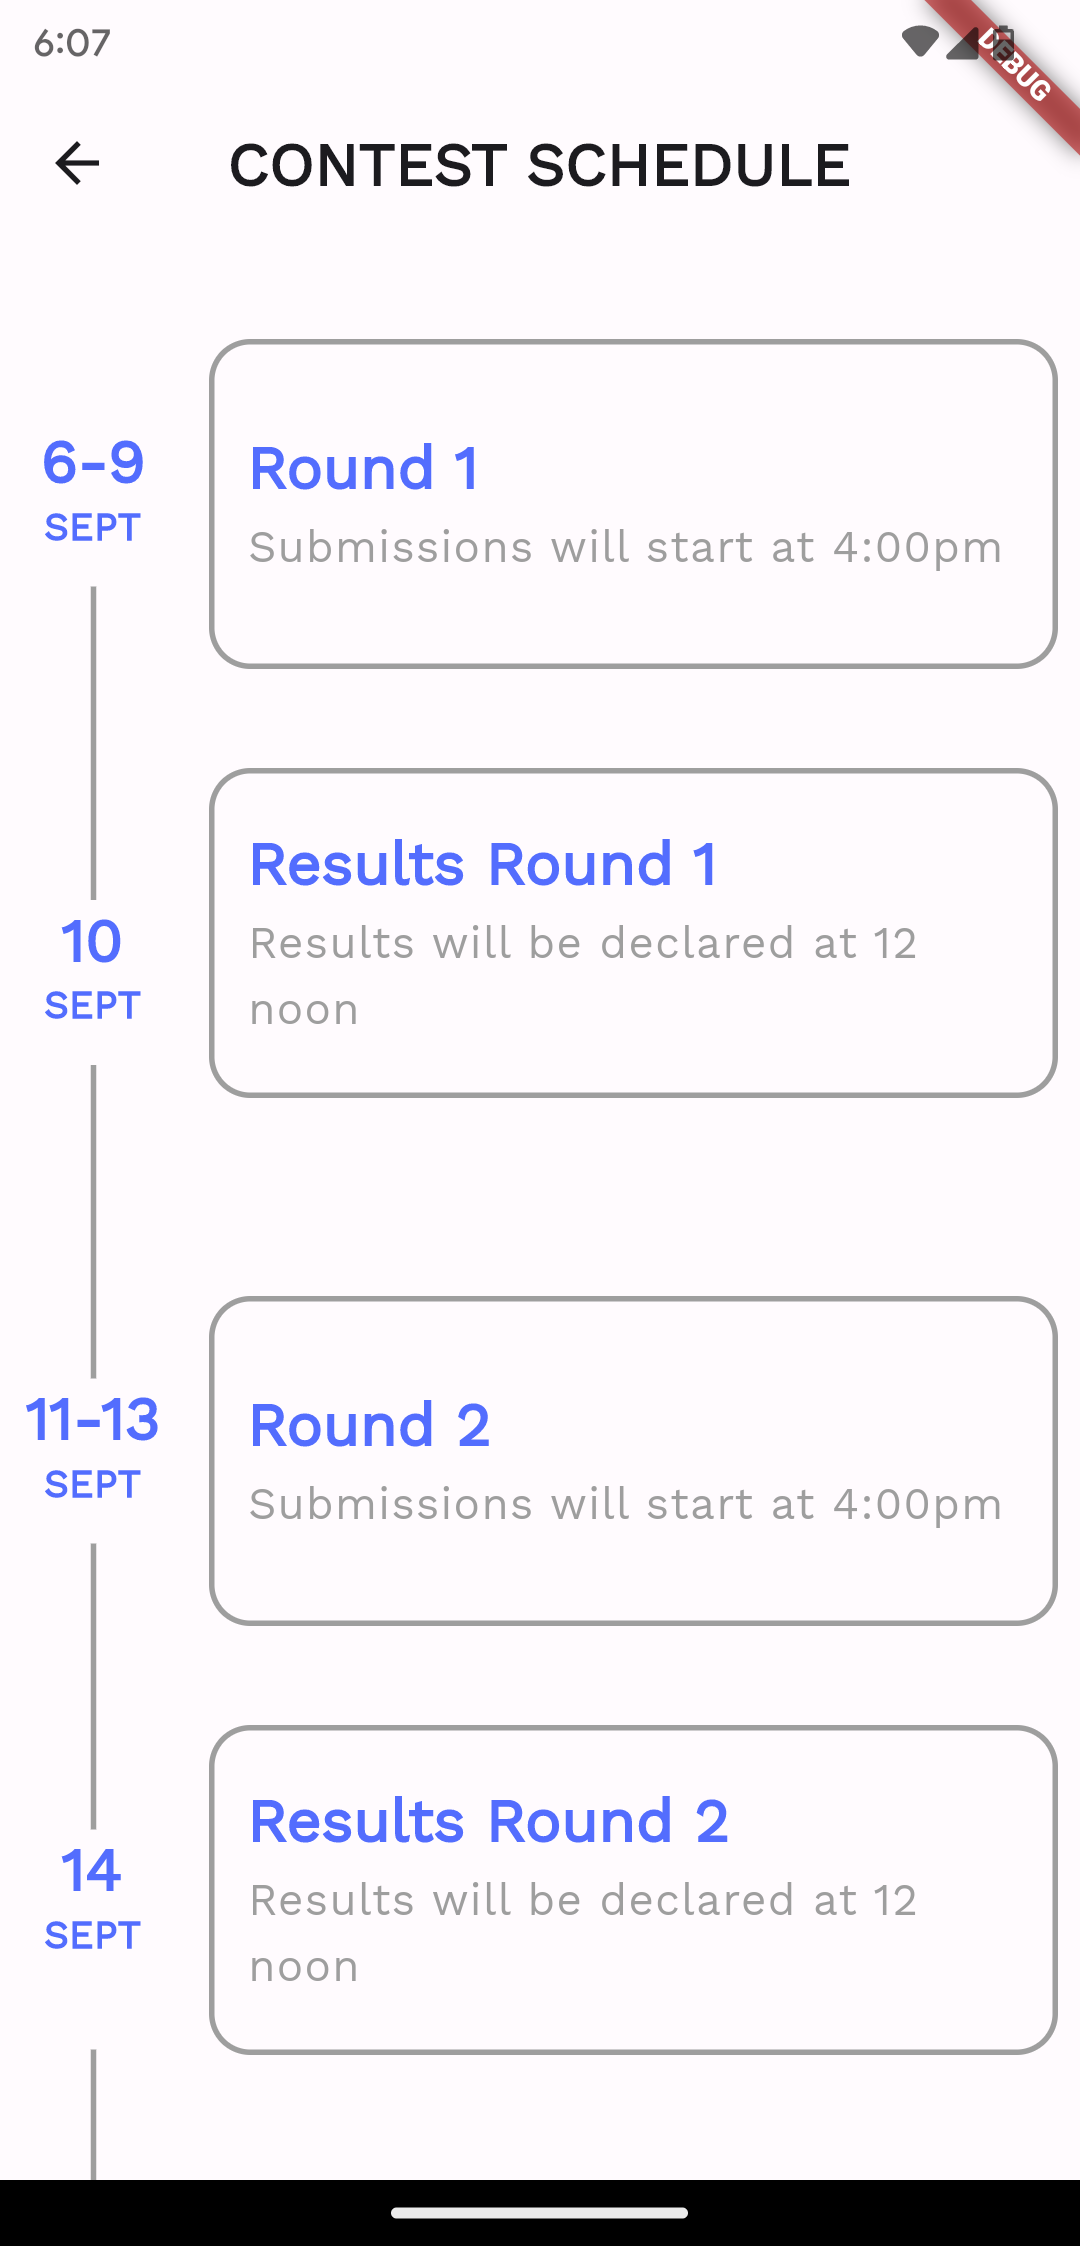 6:07
DEBUG
CONTEST SCHEDULE
6-9
SEPT
Round 1
Submissions will start at 4:00pm
10
SEPT
Results Round 1
Results will be declared at 12
noon
11-13
SEPT
Round 2
Submissions will start at 4:00pm
14
SEPT
Results Round 2
Results will be declared at 12
noon